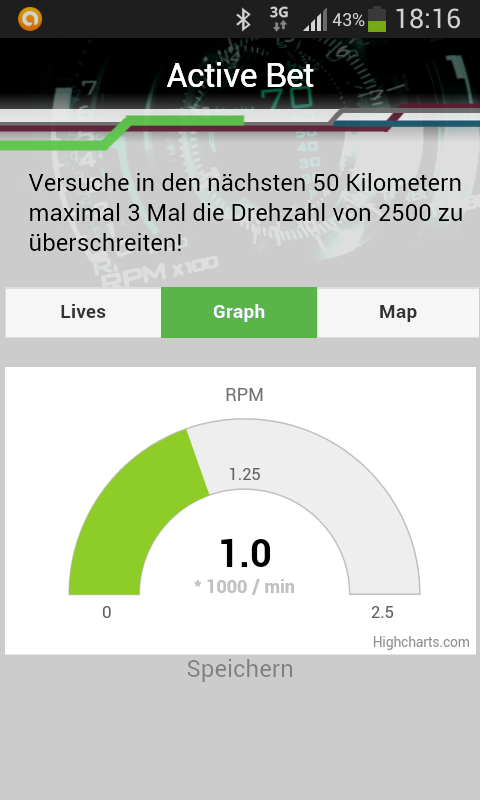 3G 43% 18:16
Active Bet
70
Versuche in den nächsten 50 Kilometern
maximal 3 Mal die Drehzahl von 2500 zu
überschreiten!
RPM x100
Lives Graph Map
RPM
1.25
1.0
* 1000 / min
0 2.5
Highcharts.com
Speichern